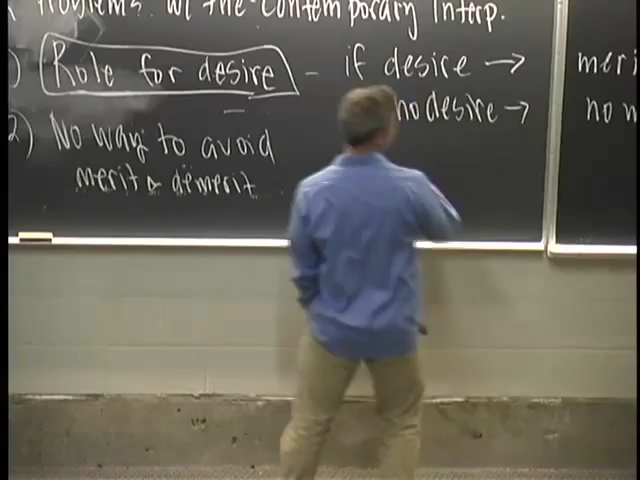 Problems w/ the Contemporary Interp.
) Role for desire – if desire → meri
no desire → no
2) No way to avoid
merit & demerit